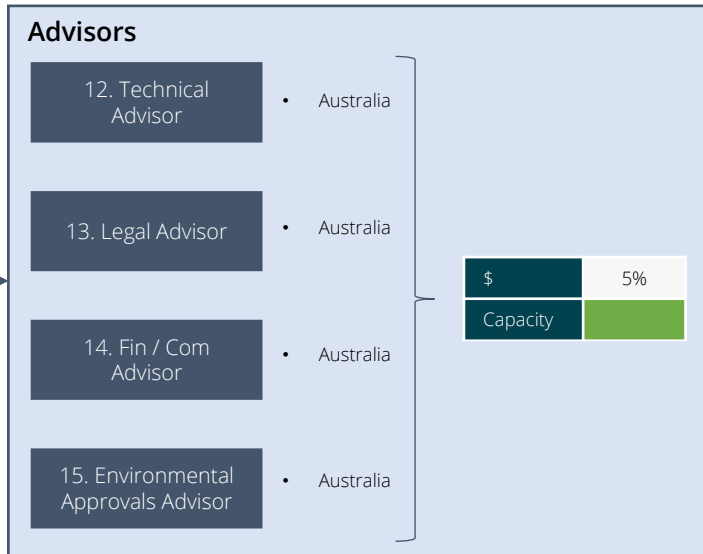 Advisors
12. Technical
Advisor
• Australia
13. Legal Advisor
• Australia
$ 5%
Capacity
14. Fin / Com
Advisor
• Australia
15. Environmental
Approvals Advisor
• Australia